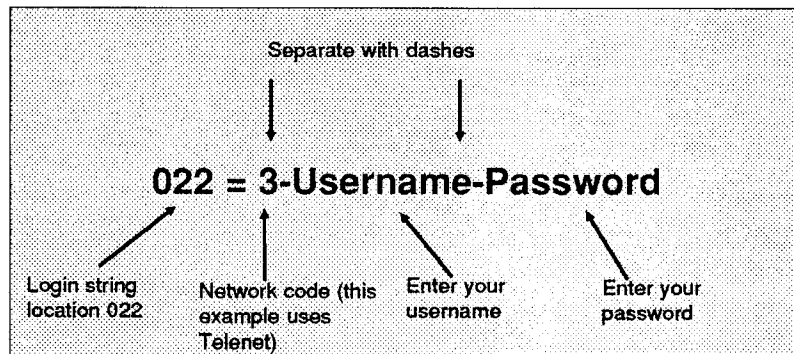 Separate with dashes
022 = 3-Username-Password
Login string
location 022
Network code (this
example uses
Telenet)
Enter your
username
Enter your
password